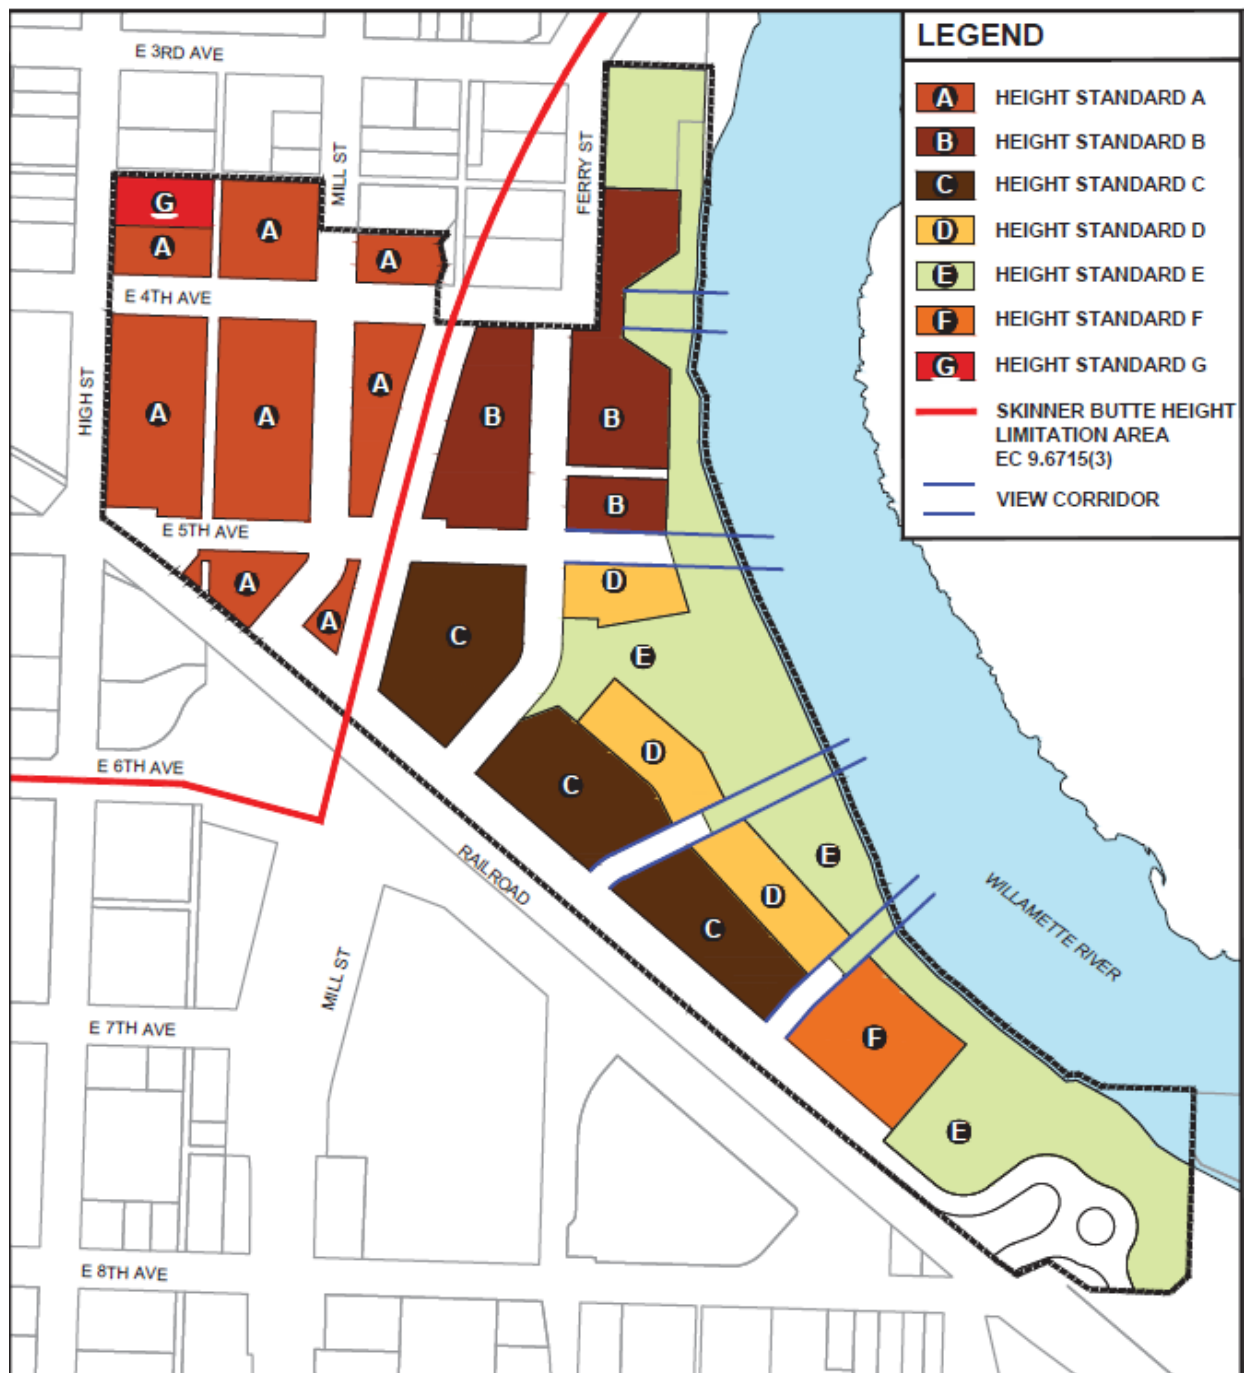 LEGEND
A HEIGHT STANDARD A
B HEIGHT STANDARD B
C HEIGHT STANDARD C
D HEIGHT STANDARD D
E HEIGHT STANDARD E
F HEIGHT STANDARD F
G HEIGHT STANDARD G
SKINNER BUTTE HEIGHT
LIMITATION AREA
EC 9.6715(3)
VIEW CORRIDOR
E 3RD AVE
MILL ST
FERRY ST
G
A
A
A
E 4TH AVE
HIGH ST
A
A
A
B
B
B
E 5TH AVE
A
A
C
D
E
E 6TH AVE
C
D
E
RAILROAD
C
D
WILLAMETTE RIVER
MILL ST
E 7TH AVE
F
E
E 8TH AVE